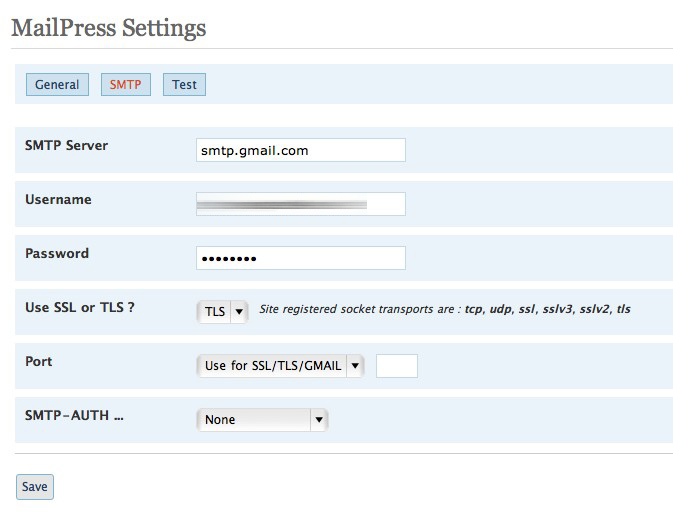 MailPress Settings
General SMTP Test
SMTP Server smtp.gmail.com
Username
Password ••••••••
Use SSL or TLS ? TLS Site registered socket transports are : tcp, udp, ssl, sslv3, sslv2, tls
Port Use for SSL/TLS/GMAIL
SMTP-AUTH ... None
Save